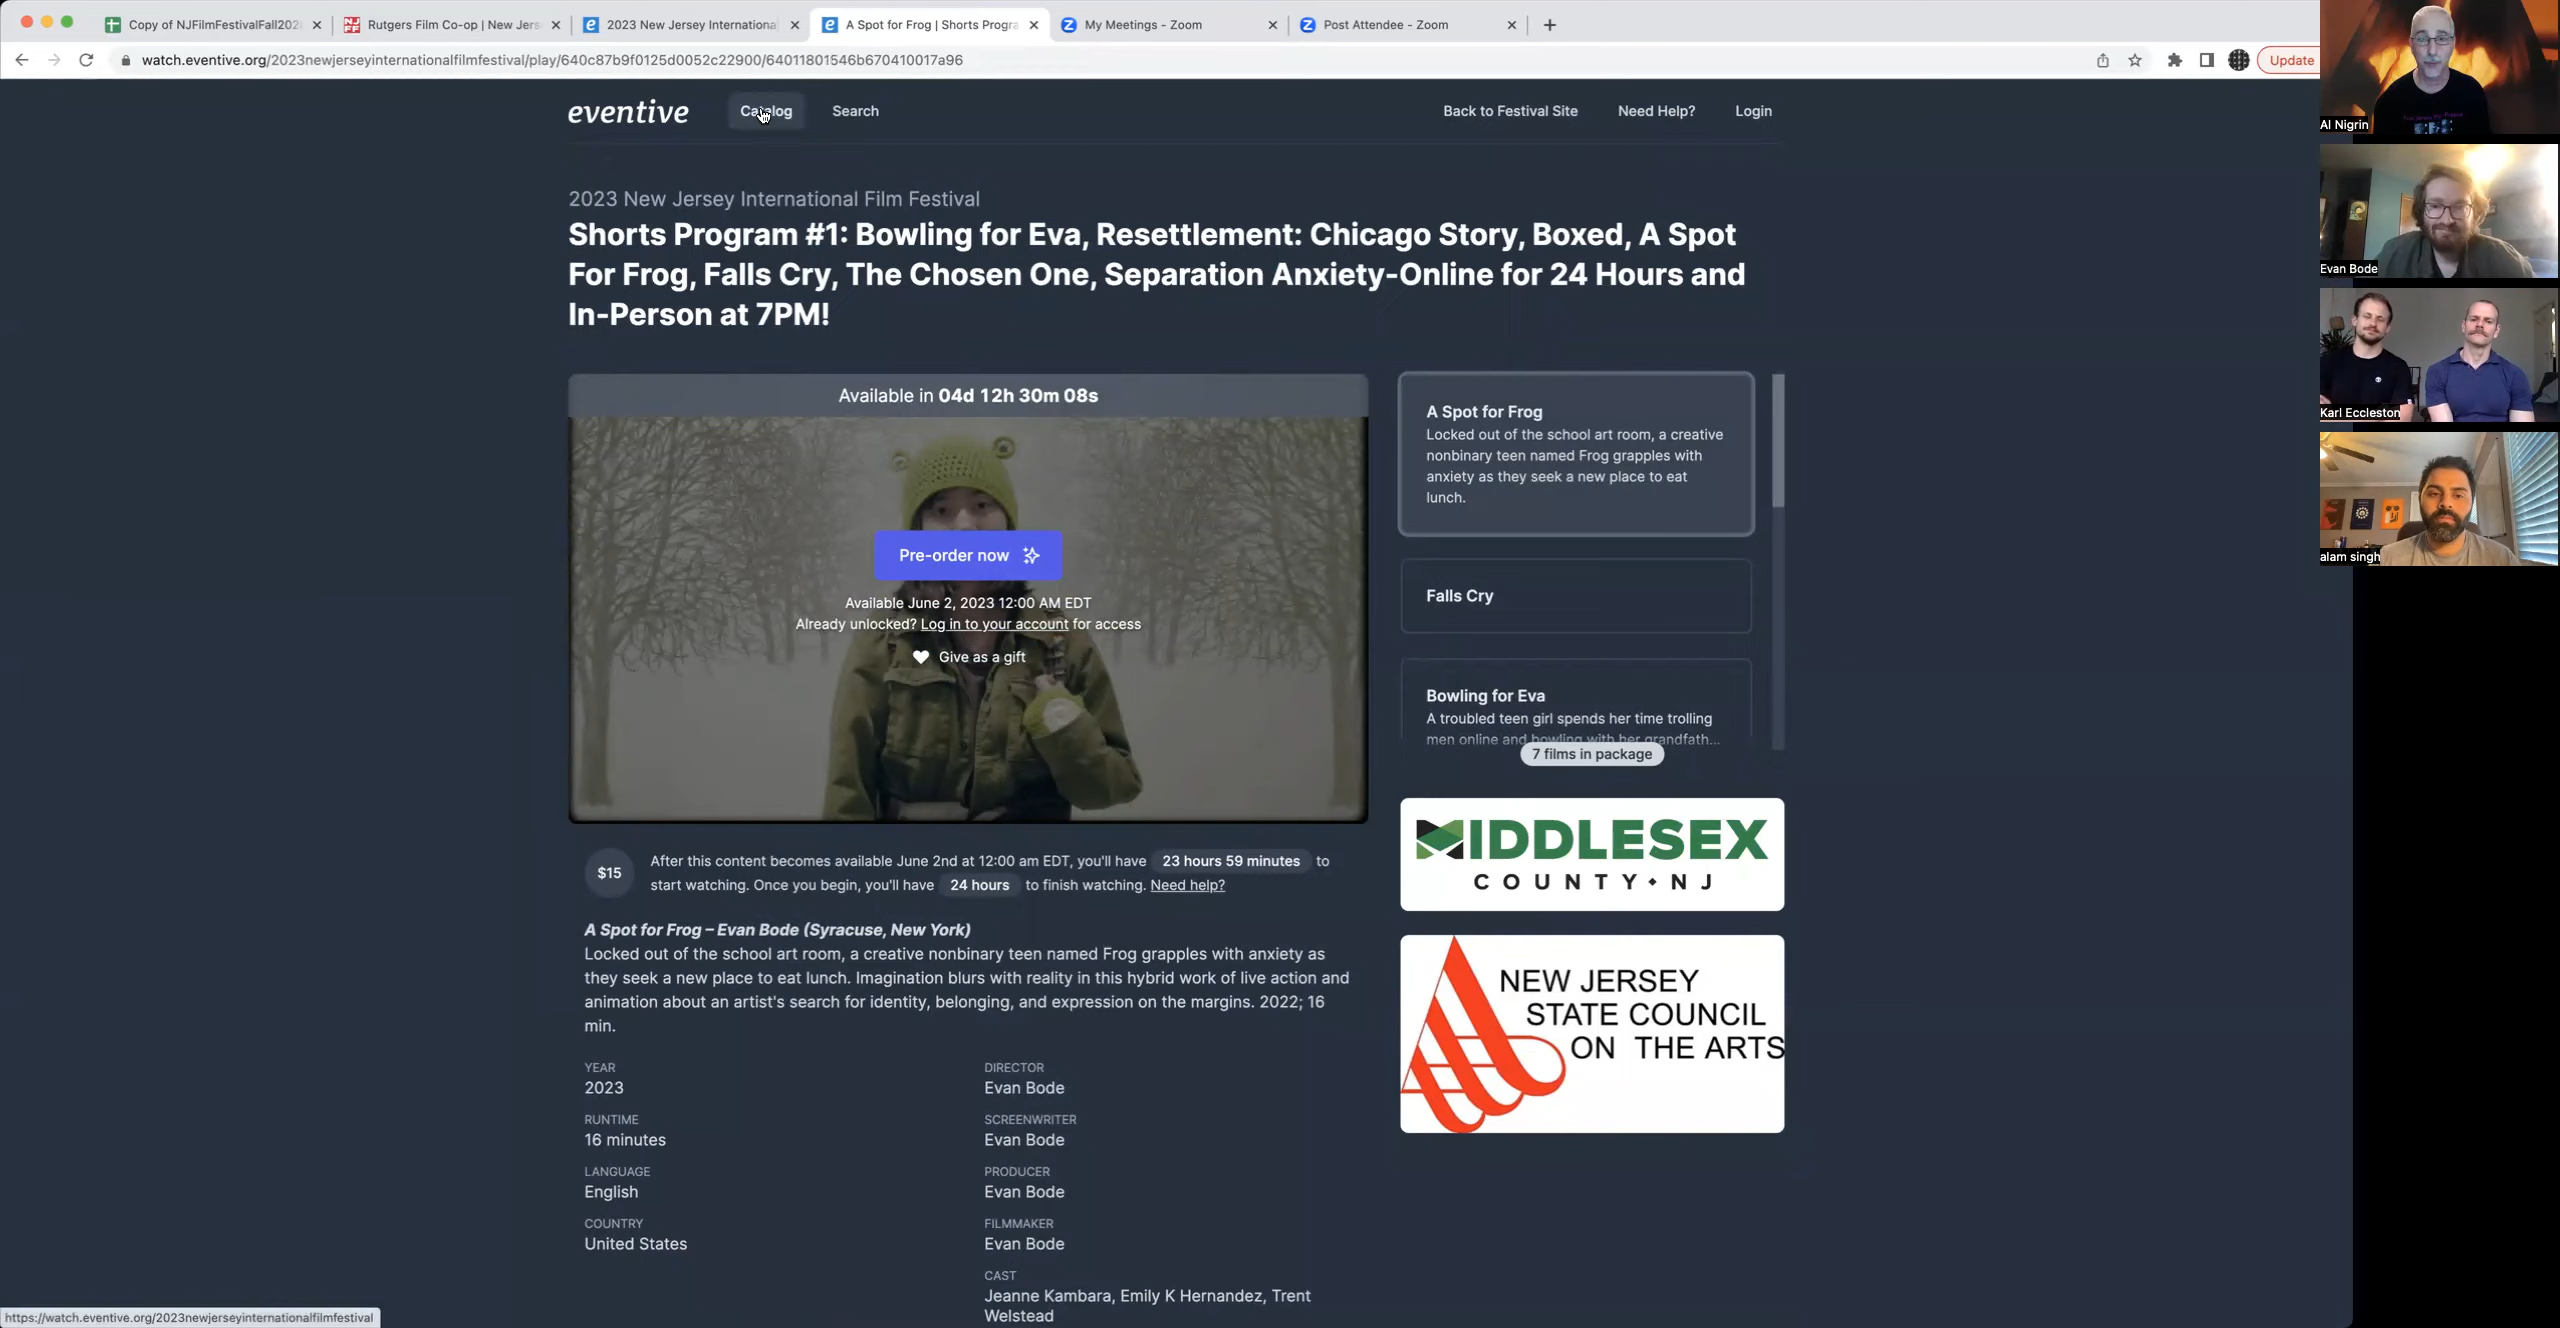 Copy of NJFilmFestivalFall202
Rutgers Film Co-op | New Jers
2023 New Jersey Internationa
A Spot for Frog | Shorts Progra
My Meetings - Zoom
Post Attendee - Zoom
watch.eventive.org/2023newjerseyinternationalfilmfestival/play/640c87b9f0125d0052c22900/64011801546b670410017a96
Update
eventive
Catalog
Search
Back to Festival Site
Need Help?
Login
2023 New Jersey International Film Festival
Shorts Program #1: Bowling for Eva, Resettlement: Chicago Story, Boxed, A Spot
For Frog, Falls Cry, The Chosen One, Separation Anxiety-Online for 24 Hours and
In-Person at 7PM!
Available in 04d 12h 30m 08s
Pre-order now
Available June 2, 2023 12:00 AM EDT
Already unlocked? Log in to your account for access
Give as a gift
A Spot for Frog
Locked out of the school art room, a creative
nonbinary teen named Frog grapples with
anxiety as they seek a new place to eat
lunch.
Falls Cry
Bowling for Eva
A troubled teen girl spends her time trolling
men online and bowling with her grandfath...
7 films in package
MIDDLESEX
COUNTY • NJ
NEW JERSEY
STATE COUNCIL
ON THE ARTS
$15
After this content becomes available June 2nd at 12:00 am EDT, you'll have 23 hours 59 minutes to
start watching. Once you begin, you'll have 24 hours to finish watching. Need help?
A Spot for Frog – Evan Bode (Syracuse, New York)
Locked out of the school art room, a creative nonbinary teen named Frog grapples with anxiety as
they seek a new place to eat lunch. Imagination blurs with reality in this hybrid work of live action and
animation about an artist's search for identity, belonging, and expression on the margins. 2022; 16
min.
YEAR
2023
RUNTIME
16 minutes
LANGUAGE
English
COUNTRY
United States
DIRECTOR
Evan Bode
SCREENWRITER
Evan Bode
PRODUCER
Evan Bode
FILMMAKER
Evan Bode
CAST
Jeanne Kambara, Emily K Hernandez, Trent
Welstead
https://watch.eventive.org/2023newjerseyinternationalfilmfestival
Al Nigrin
Evan Bode
Karl Eccleston
alam singh